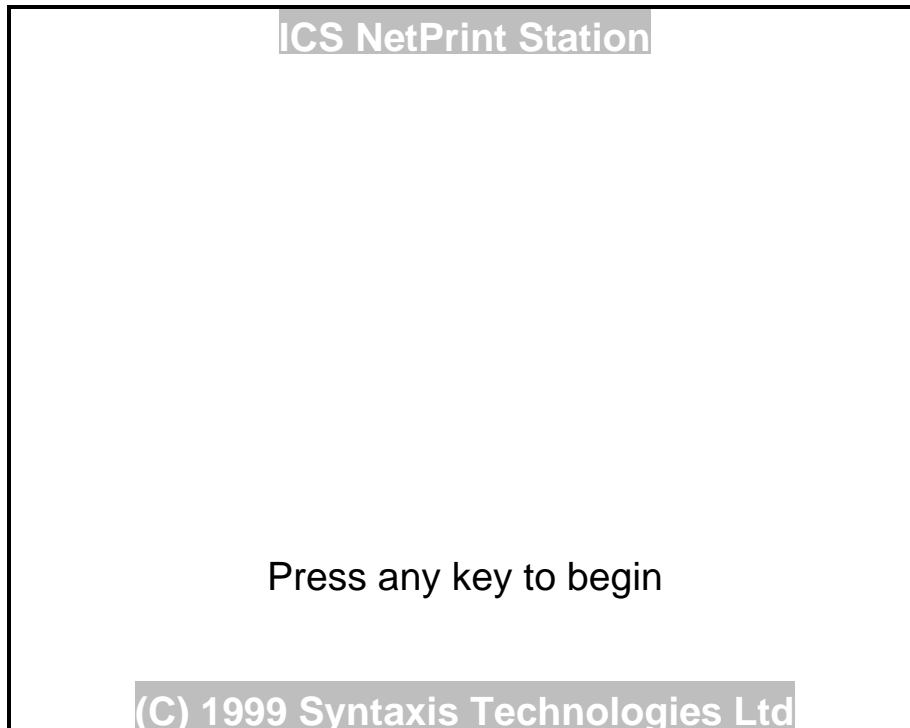 ICS NetPrint Station
Press any key to begin
(C) 1999 Syntaxis Technologies Ltd